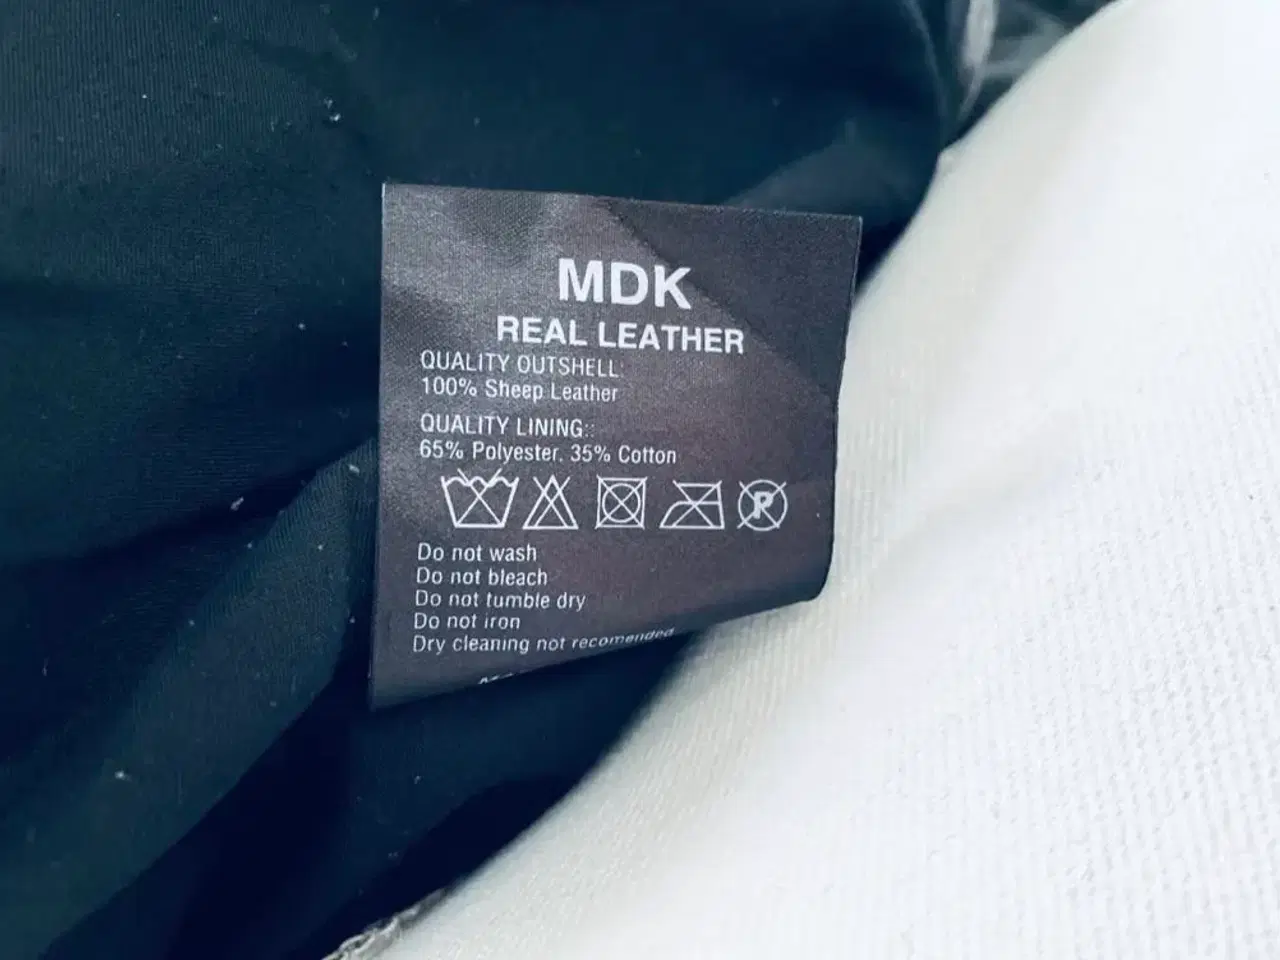 MDK
REAL LEATHER
QUALITY OUTSHELL:
100% Sheep Leather
QUALITY LINING::
65% Polyester. 35% Cotton
P
Do not wash
Do not bleach
Do not tumble dry
Do not iron
Dry cleaning not recomended